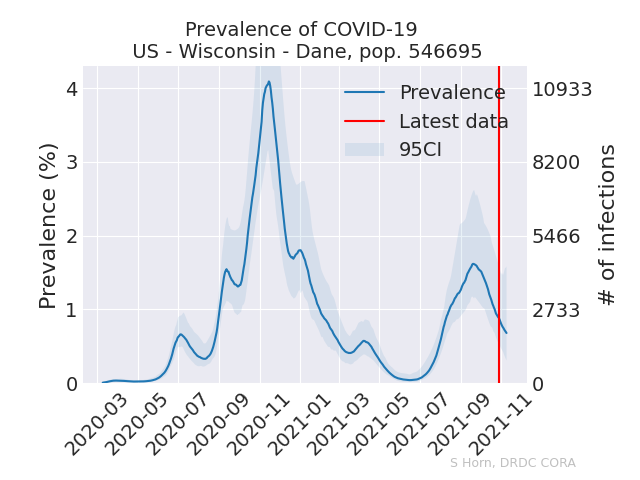 Prevalence of COVID-19
US - Wisconsin - Dane, pop. 546695
Prevalence
Latest data
95CI
4
3
2
1
0
Prevalence (%)
10933
8200
5466
2733
0
# of infections
2020-03
2020-05
2020-07
2020-09
2020-11
2021-01
2021-03
2021-05
2021-07
2021-09
2021-11
S Horn, DRDC CORA